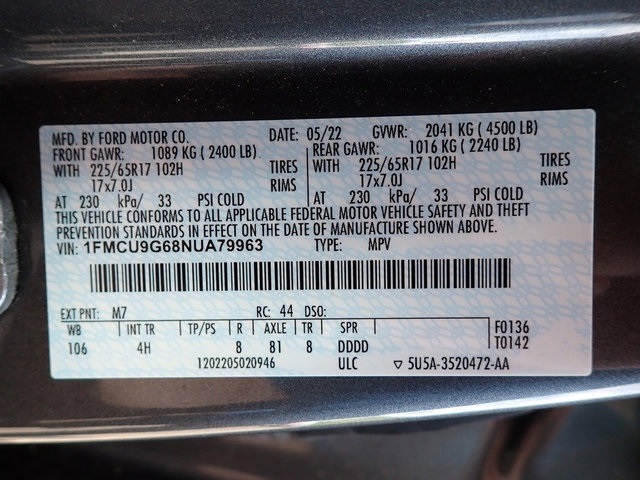 MFD. BY FORD MOTOR CO. DATE: 05/22 GVWR: 2041 KG ( 4500 LB)
FRONT GAWR: 1089 KG ( 2400 LB) REAR GAWR: 1016 KG ( 2240 LB)
WITH 225/65R17 102H TIRES WITH 225/65R17 102H TIRES
17x7.0J RIMS 17x7.0J RIMS
AT 230 kPa/ 33 PSI COLD AT 230 kPa/ 33 PSI COLD
THIS VEHICLE CONFORMS TO ALL APPLICABLE FEDERAL MOTOR VEHICLE SAFETY AND THEFT
PREVENTION STANDARDS IN EFFECT ON THE DATE OF MANUFACTURE SHOWN ABOVE.
VIN: 1FMCU9G68NUA79963 TYPE: MPV
EXT PNT: M7 RC: 44 DSO:
WB INT TR TP/PS R AXLE TR SPR F0136
106 4H 8 81 8 DDDD T0142
1202205020946 ULC ▽ 5U5A-3520472-AA